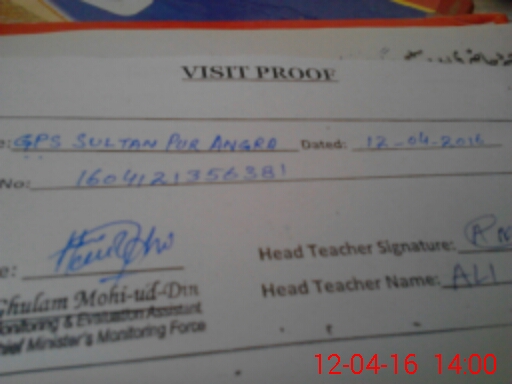 VISIT PROOF
e: GPS SULTAN PUR ANGRA Dated: 12-04-2016
No: 1604121356381
Head Teacher Signature:
e:
Head Teacher Name: ALI
Ghulam Mohi-ud-Din
Monitoring & Evaluation Assistant
Chief Minister's Monitoring Force
12-04-16 14:00